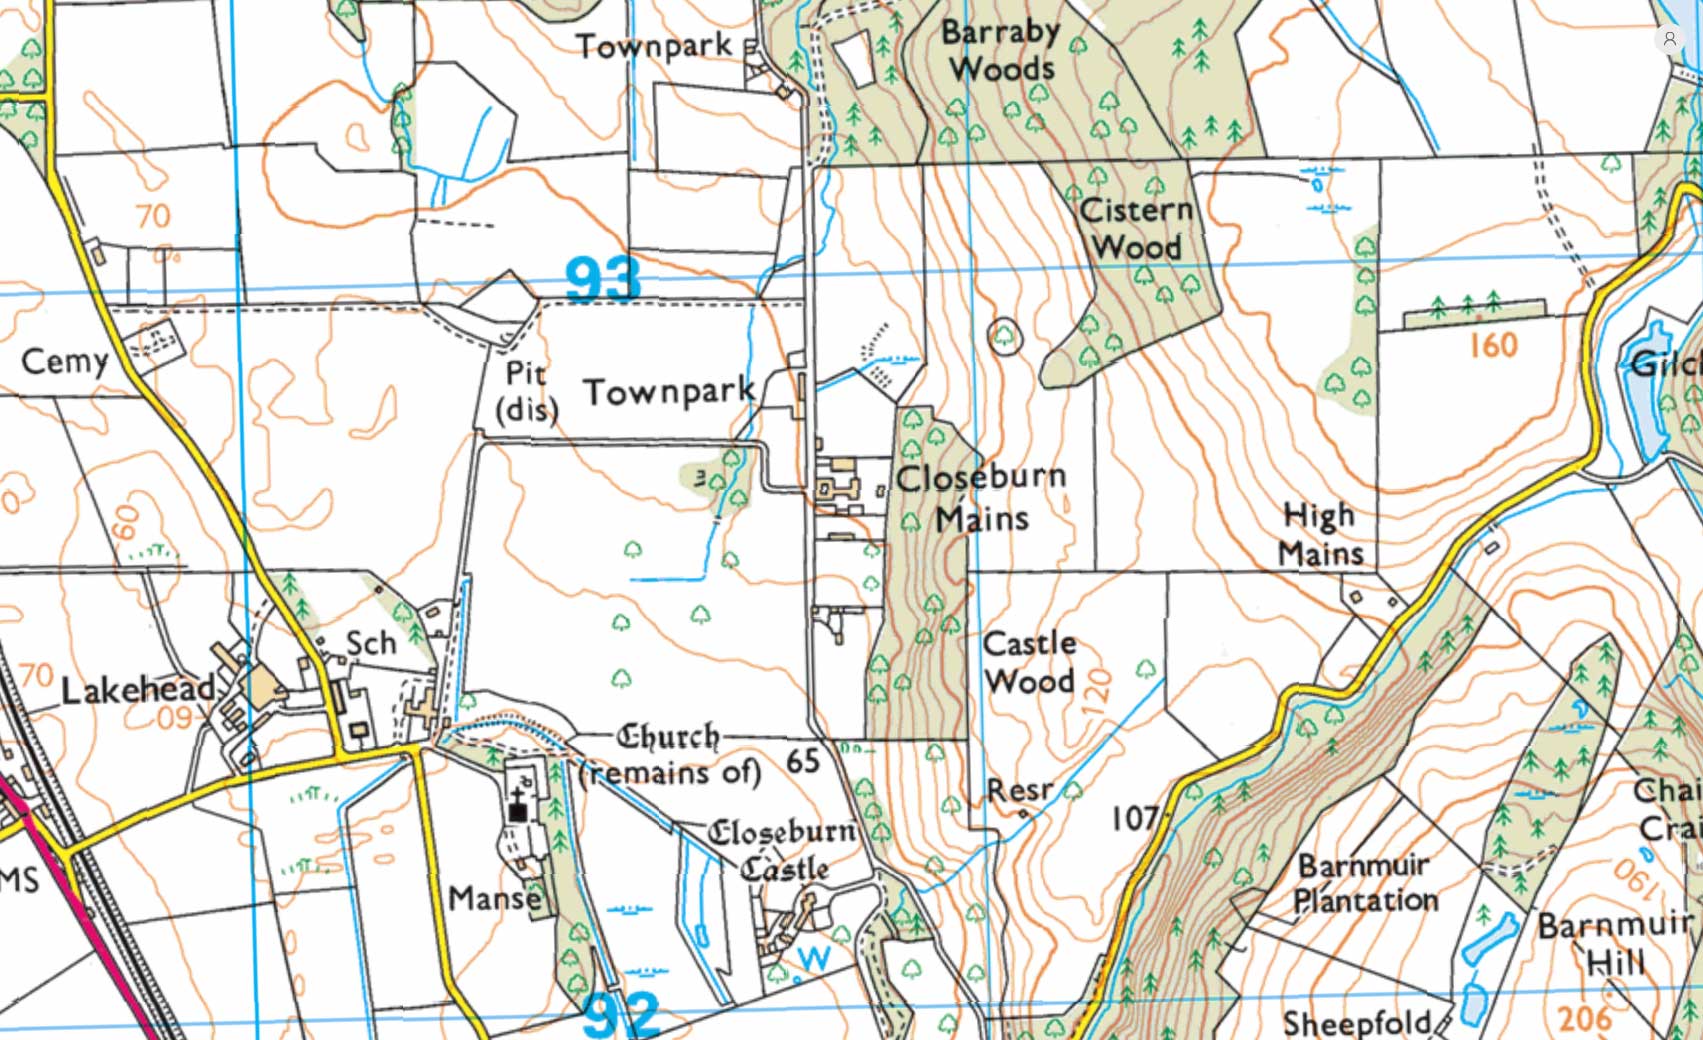 Townpark
Barraby
Woods
70
Cistern
Wood
93
Cemy
Pit
(dis)
Townpark
160
60
Closeburn
Mains
High
Mains
Sch
Castle
Wood
70
Lakehead
120
Church
(remains of)
65
Resr
107
Closeburn
Castle
MS
Manse
Barnmuir
Plantation
190
Barnmuir
Hill
W
92
Sheepfold
206